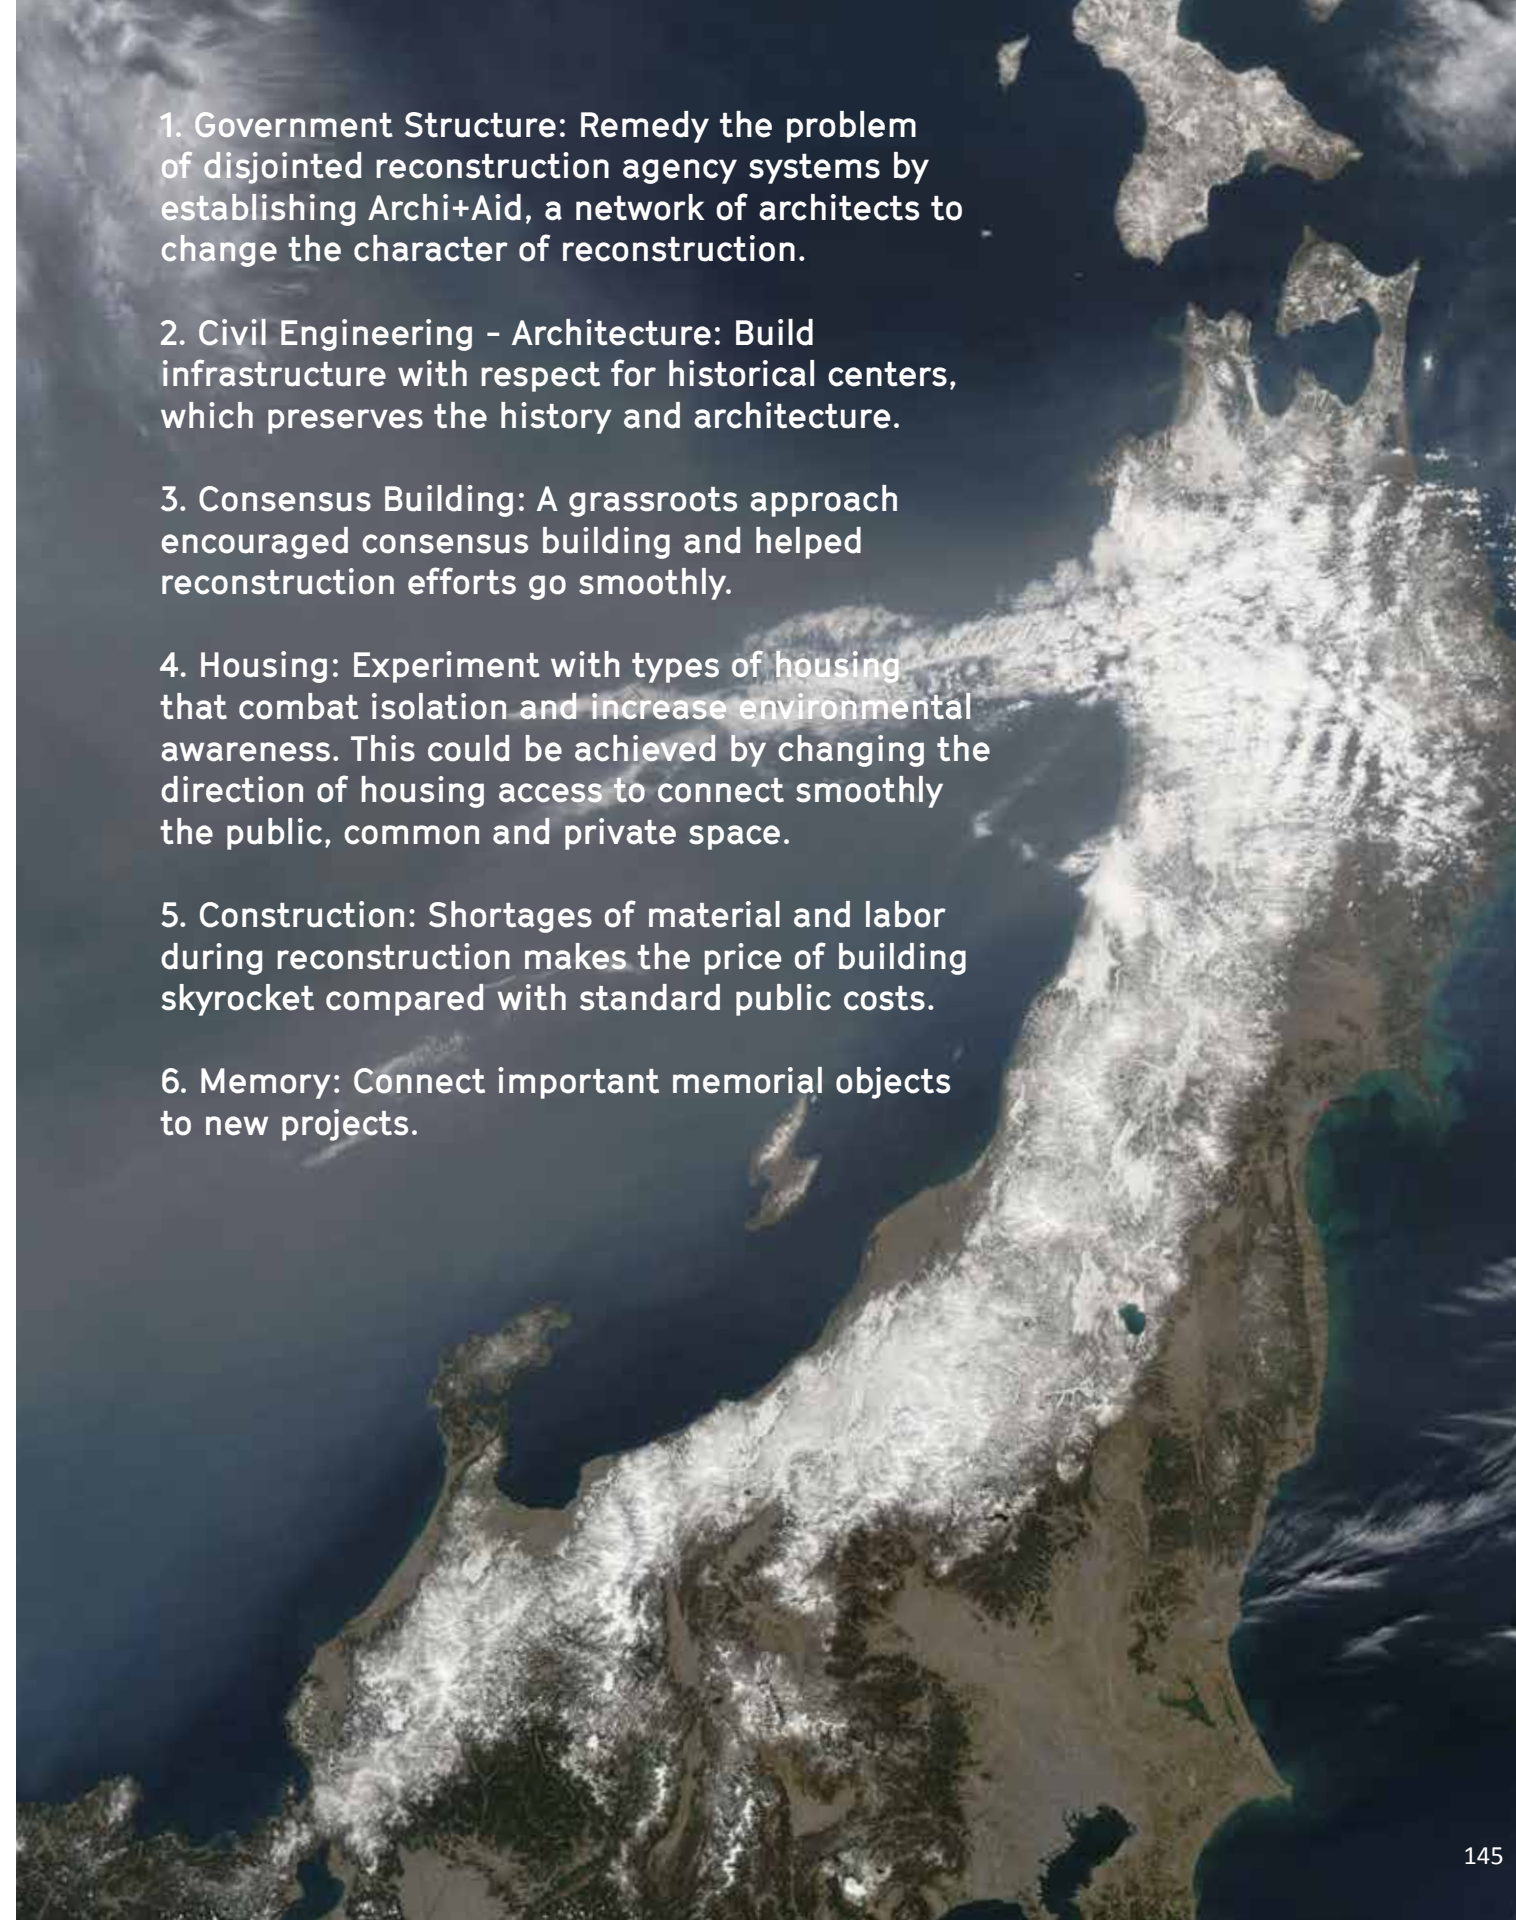 1. Government Structure: Remedy the problem
of disjointed reconstruction agency systems by
establishing Archi+Aid, a network of architects to
change the character of reconstruction.
2. Civil Engineering - Architecture: Build
infrastructure with respect for historical centers,
which preserves the history and architecture.
3. Consensus Building: A grassroots approach
encouraged consensus building and helped
reconstruction efforts go smoothly.
4. Housing: Experiment with types of housing
that combat isolation and increase environmental
awareness. This could be achieved by changing the
direction of housing access to connect smoothly
the public, common and private space.
5. Construction: Shortages of material and labor
during reconstruction makes the price of building
skyrocket compared with standard public costs.
6. Memory: Connect important memorial objects
to new projects.
145